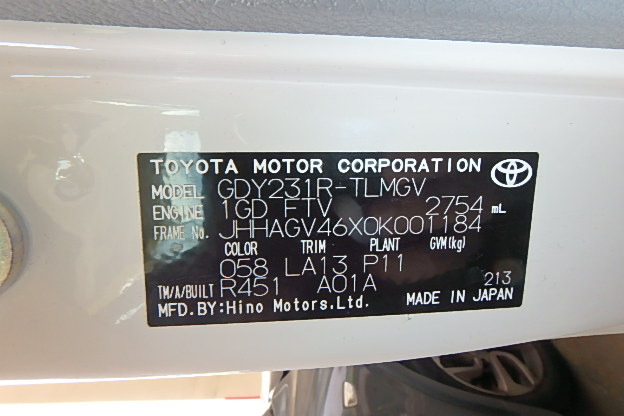 TOYOTA MOTOR CORPORATION
MODEL GDY231R-TLMGV
ENGINE 1GD FTV 2754 mL
FRAME No. JHHAGV46X0K001184
COLOR TRIM PLANT GVM(kg)
058 LA13 P11
TM/A/BUILT R451 A01A 213
MFD.BY:Hino Motors.Ltd. MADE IN JAPAN